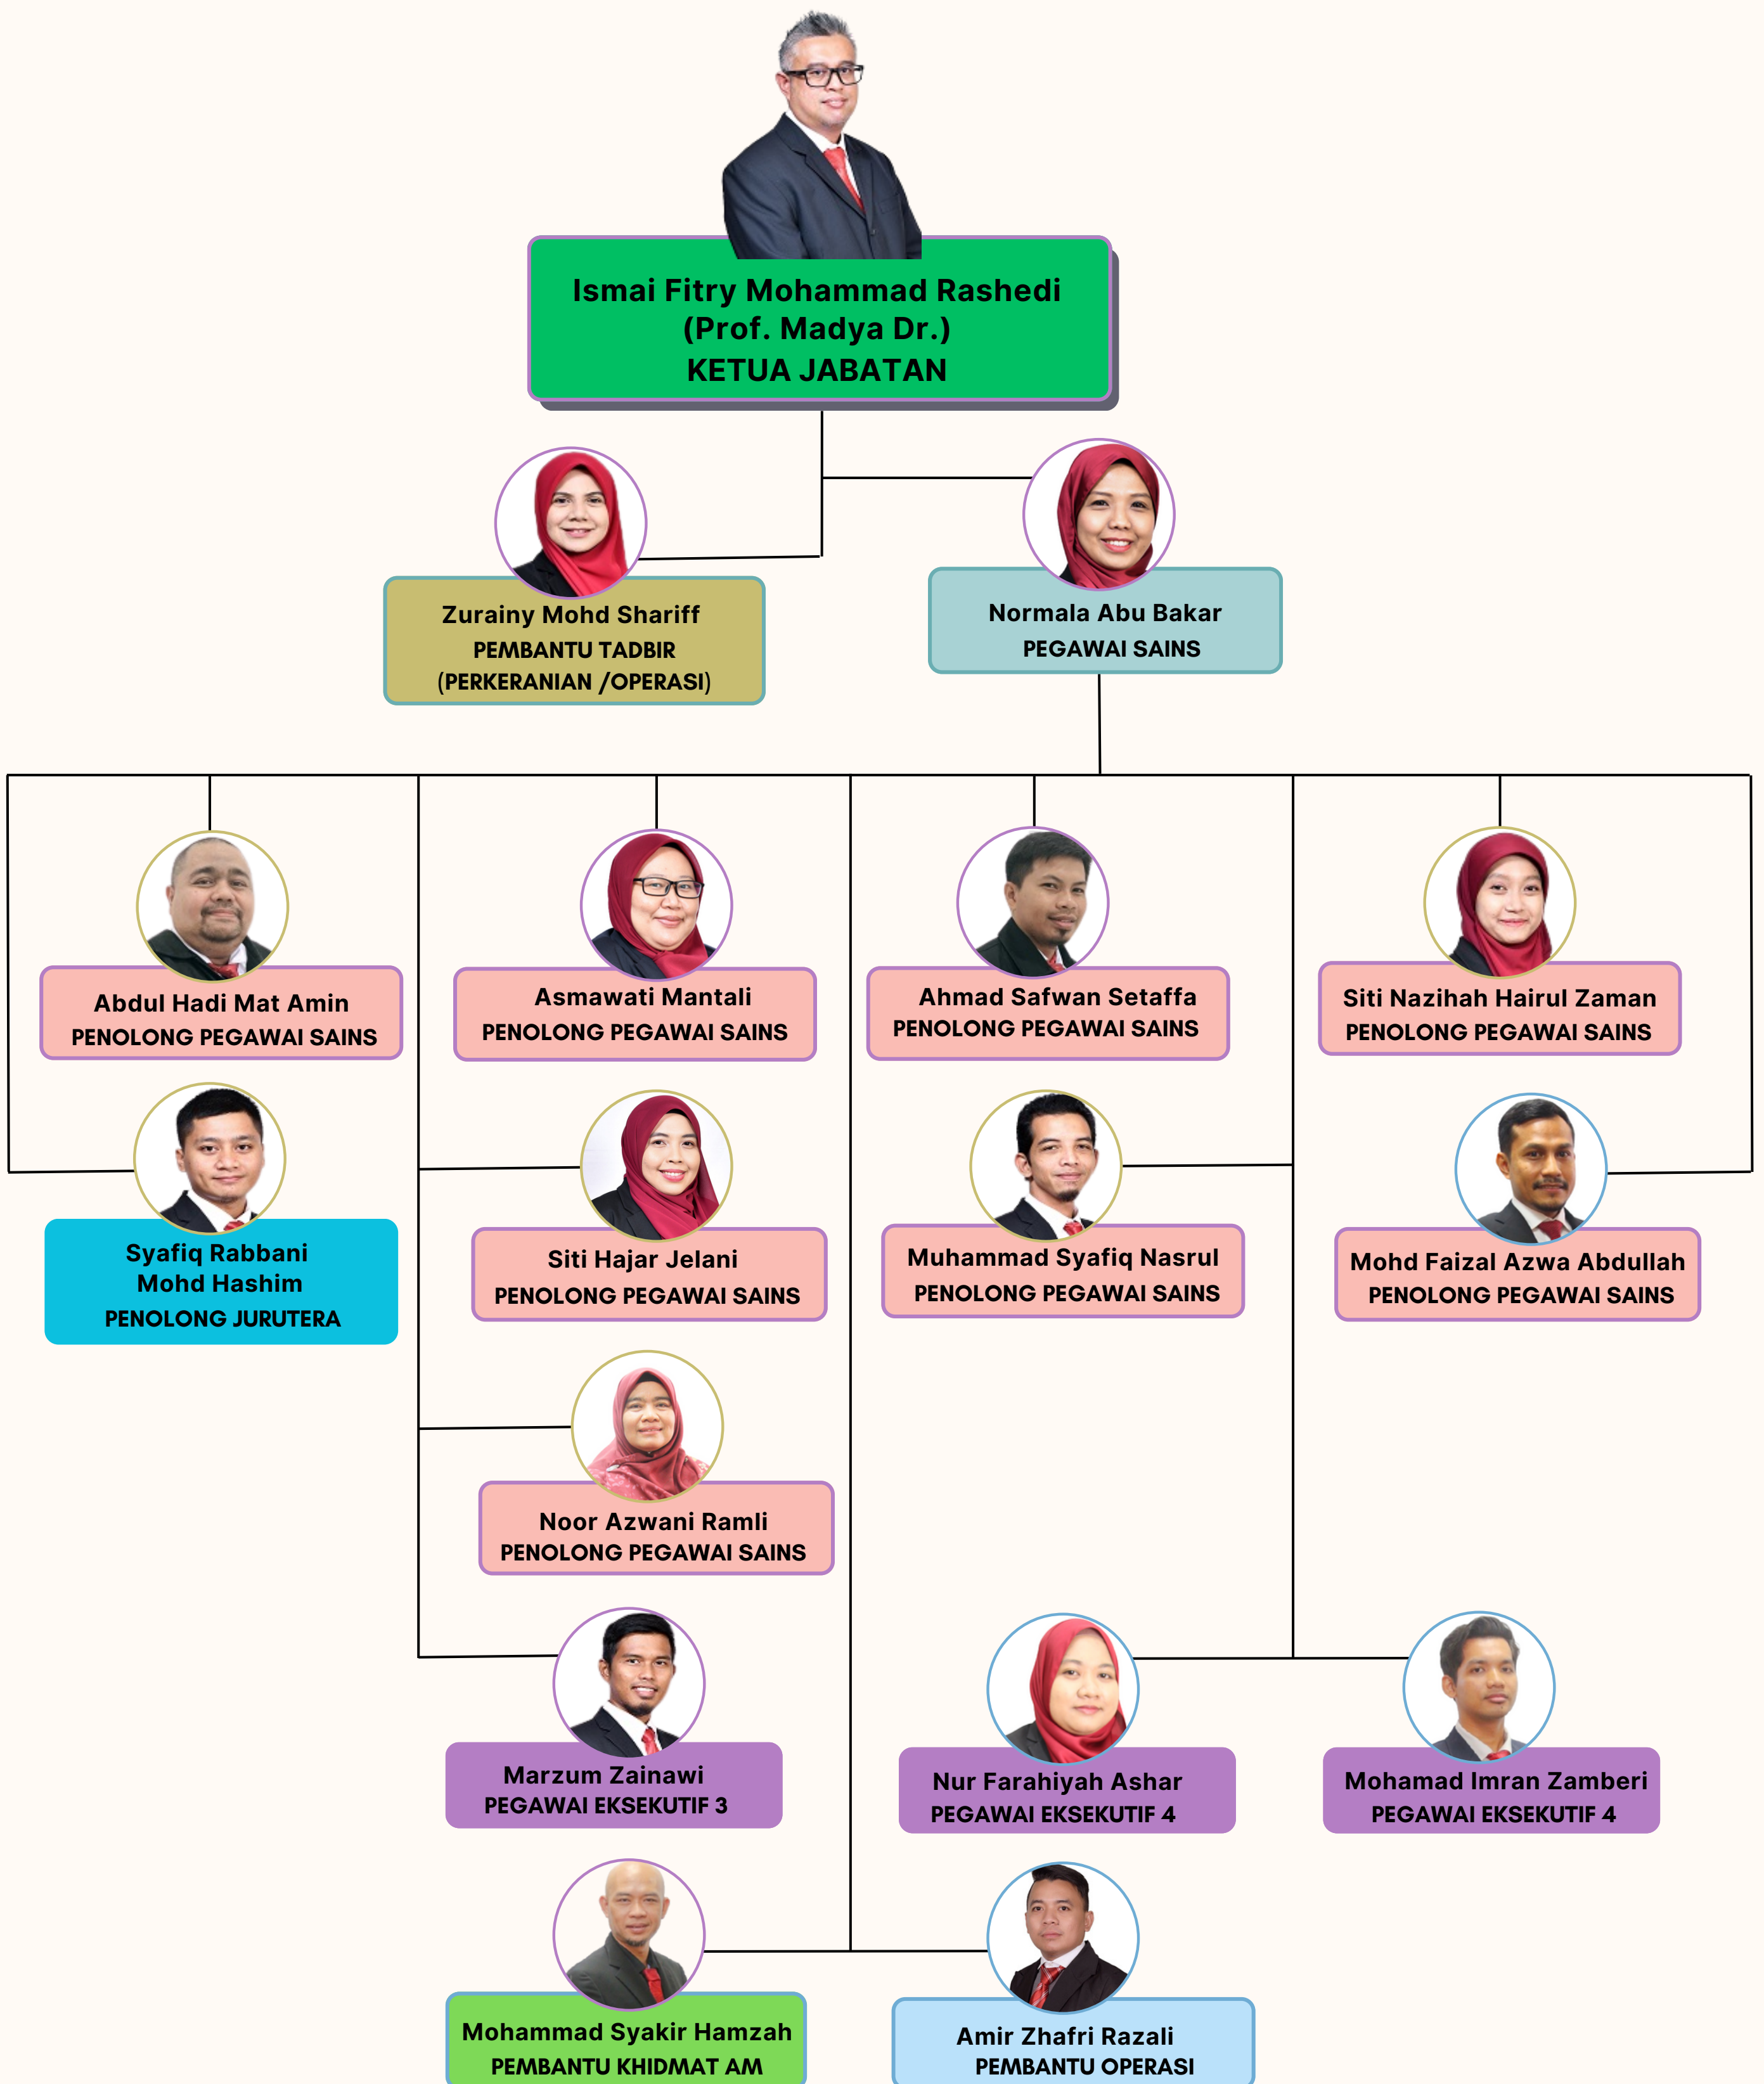 Ismai Fitry Mohammad Rashedi
(Prof. Madya Dr.)
KETUA JABATAN
Zurainy Mohd Shariff
PEMBANTU TADBIR
(PERKERANIAN /OPERASI)
Normala Abu Bakar
PEGAWAI SAINS
Abdul Hadi Mat Amin
PENOLONG PEGAWAI SAINS
Asmawati Mantali
PENOLONG PEGAWAI SAINS
Ahmad Safwan Setaffa
PENOLONG PEGAWAI SAINS
Siti Nazihah Hairul Zaman
PENOLONG PEGAWAI SAINS
Syafiq Rabbani
Mohd Hashim
PENOLONG JURUTERA
Siti Hajar Jelani
PENOLONG PEGAWAI SAINS
Muhammad Syafiq Nasrul
PENOLONG PEGAWAI SAINS
Mohd Faizal Azwa Abdullah
PENOLONG PEGAWAI SAINS
Noor Azwani Ramli
PENOLONG PEGAWAI SAINS
Marzum Zainawi
PEGAWAI EKSEKUTIF 3
Nur Farahiyah Ashar
PEGAWAI EKSEKUTIF 4
Mohamad Imran Zamberi
PEGAWAI EKSEKUTIF 4
Mohammad Syakir Hamzah
PEMBANTU KHIDMAT AM
Amir Zhafri Razali
PEMBANTU OPERASI